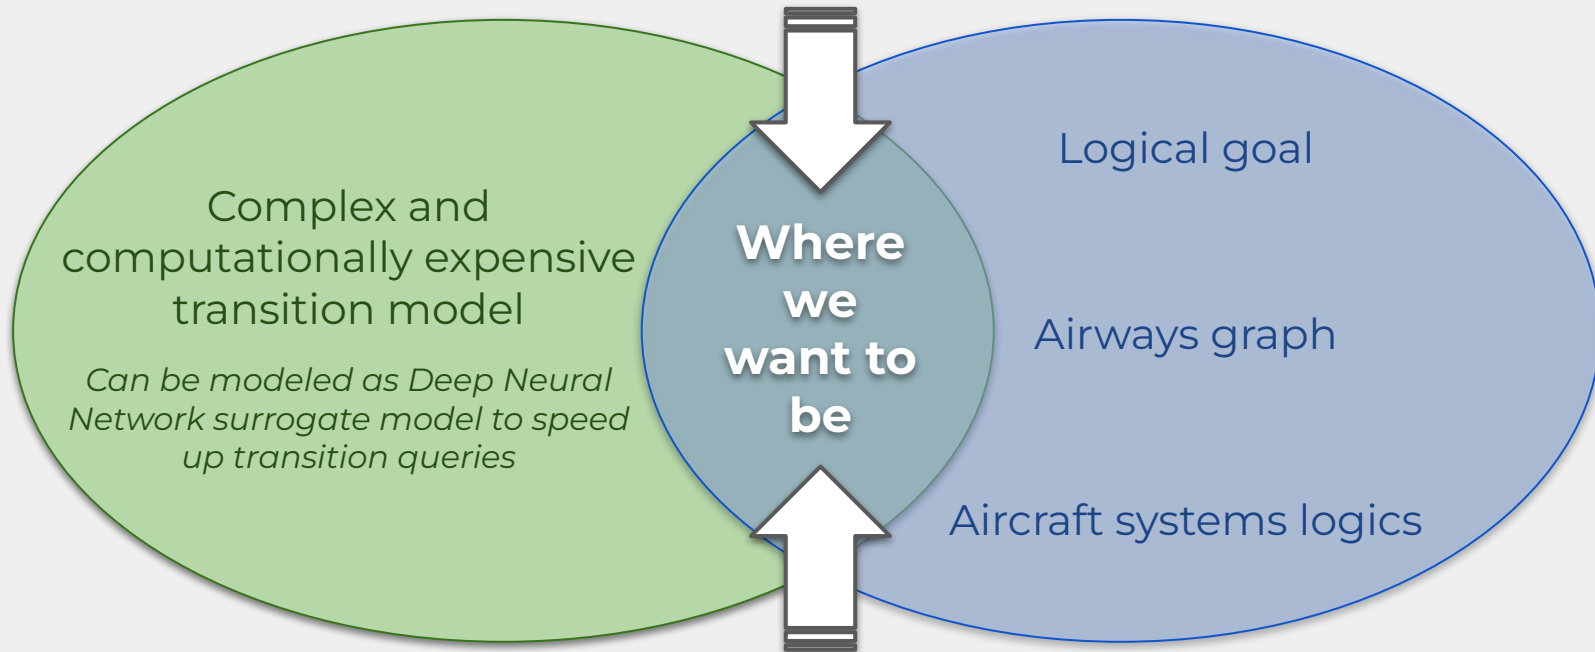 Complex and
computationally expensive
transition model
Can be modeled as Deep Neural
Network surrogate model to speed
up transition queries
Where
we
want to
be
Logical goal
Airways graph
Aircraft systems logics